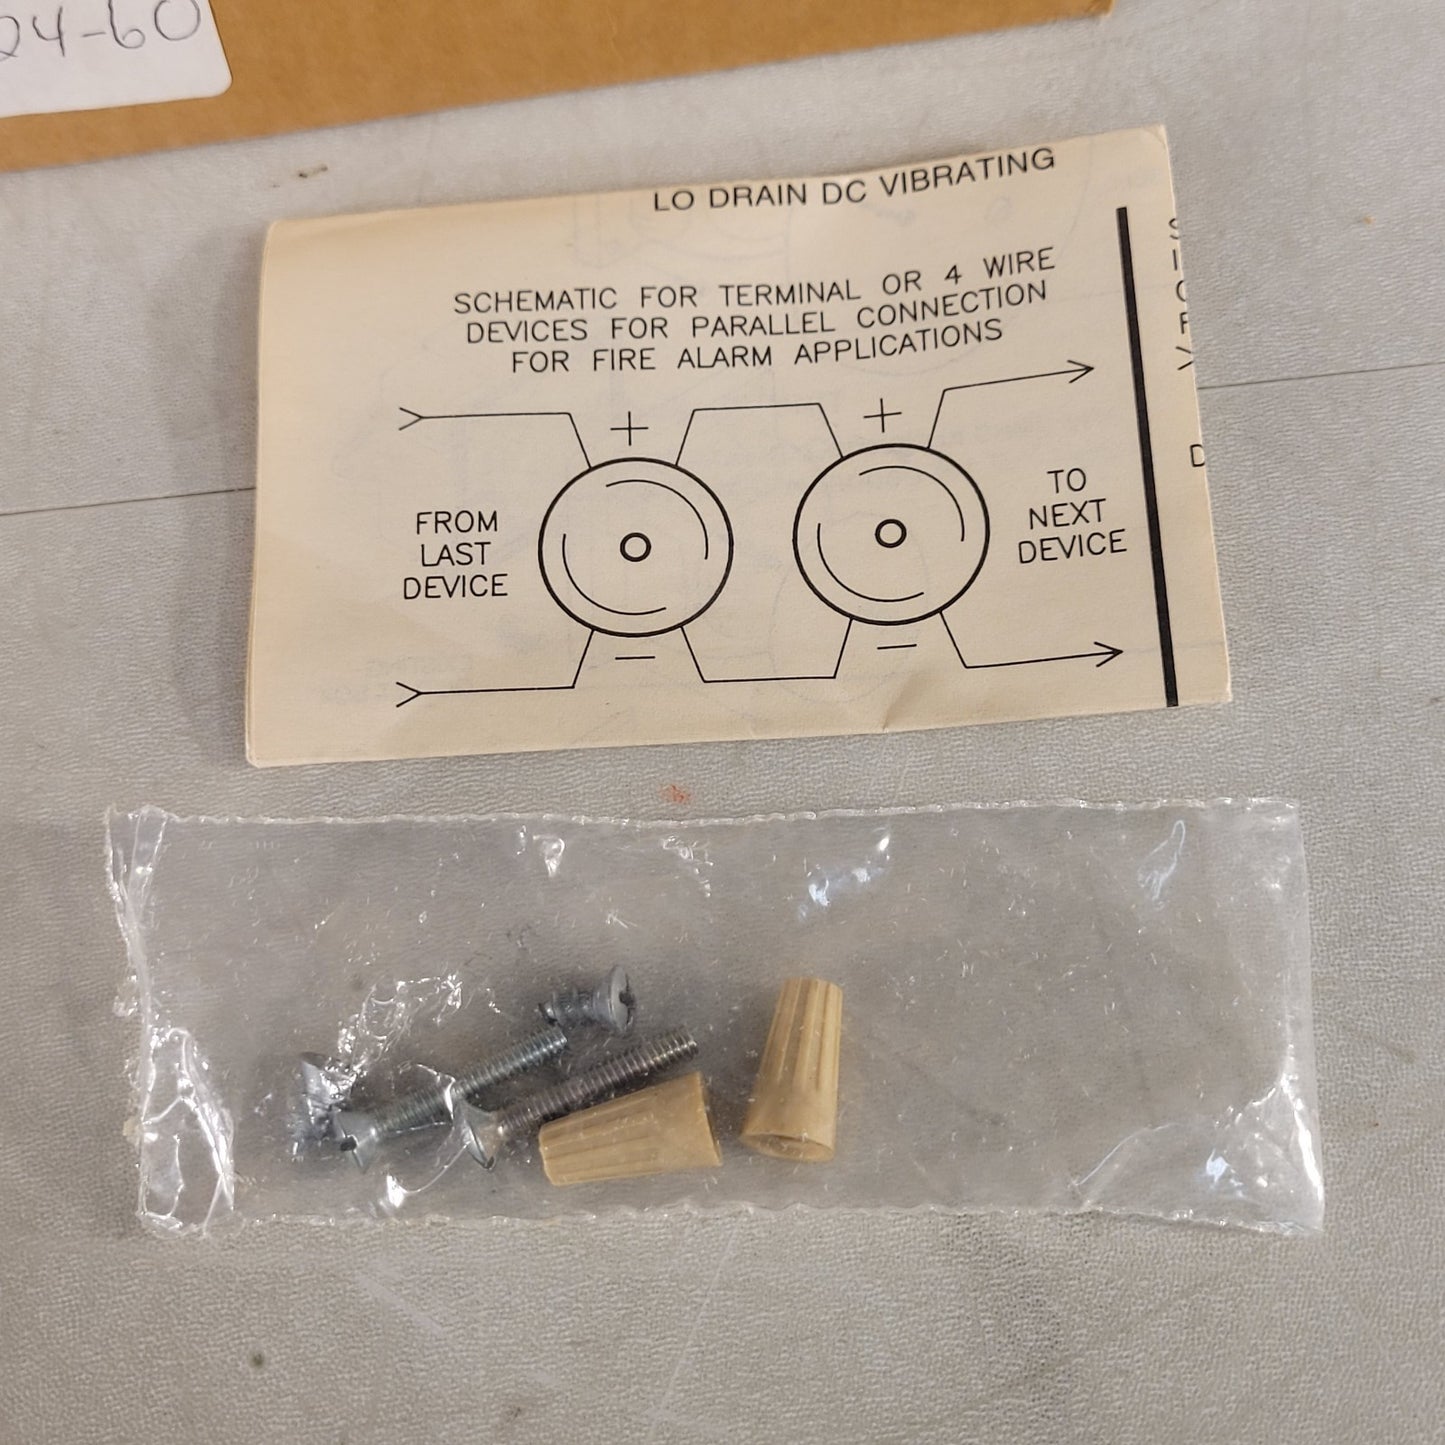 24-60
LO DRAIN DC VIBRATING
SCHEMATIC FOR TERMINAL OR 4 WIRE
DEVICES FOR PARALLEL CONNECTION
FOR FIRE ALARM APPLICATIONS
+ +
FROM
LAST
DEVICE
TO
NEXT
DEVICE
— —